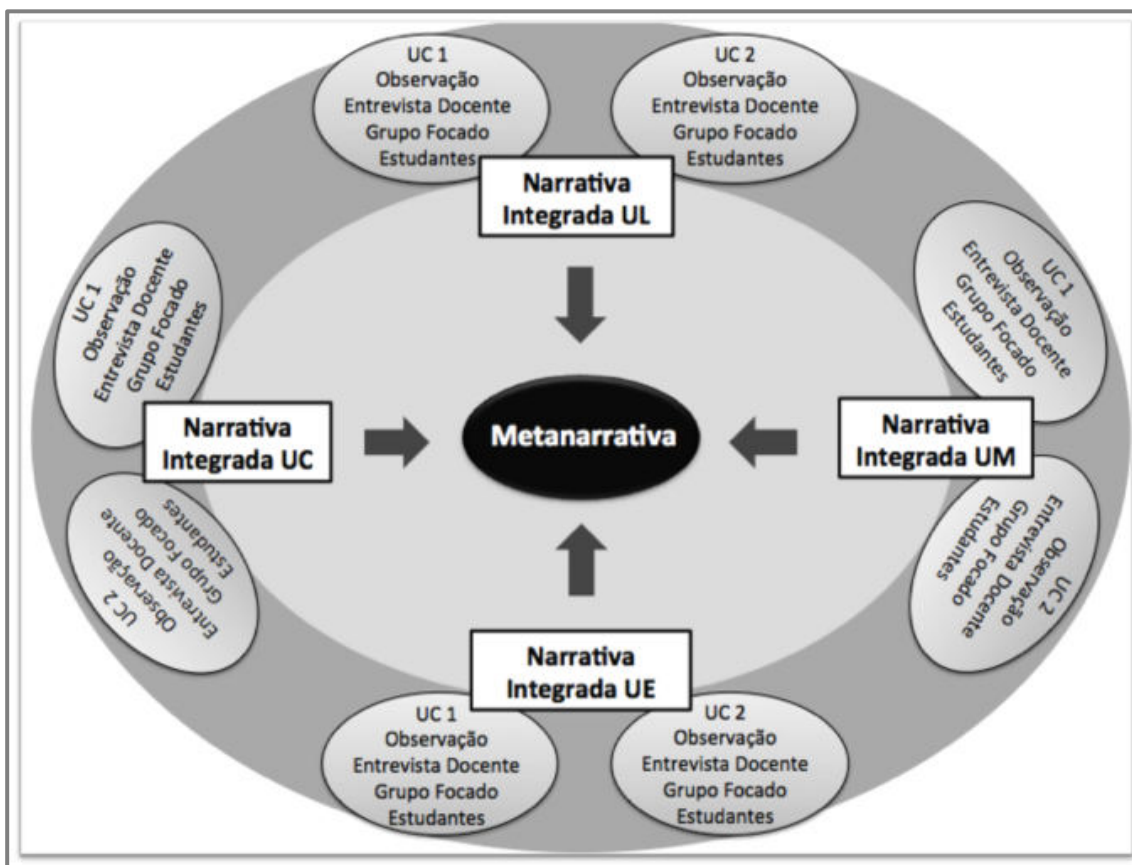 UC 1
Observação
Entrevista Docente
Grupo Focado
Estudantes
UC 2
Observação
Entrevista Docente
Grupo Focado
Estudantes
Narrativa
Integrada UL
UC 1
Observação
Entrevista Docente
Grupo Focado
Estudantes
UC 1
Observação
Entrevista Docente
Grupo Focado
Estudantes
Narrativa
Integrada UC
Metanarrativa
Narrativa
Integrada UM
UC 2
Observação
Entrevista Docente
Grupo Focado
Estudantes
UC 2
Observação
Entrevista Docente
Grupo Focado
Estudantes
Narrativa
Integrada UE
UC 1
Observação
Entrevista Docente
Grupo Focado
Estudantes
UC 2
Observação
Entrevista Docente
Grupo Focado
Estudantes